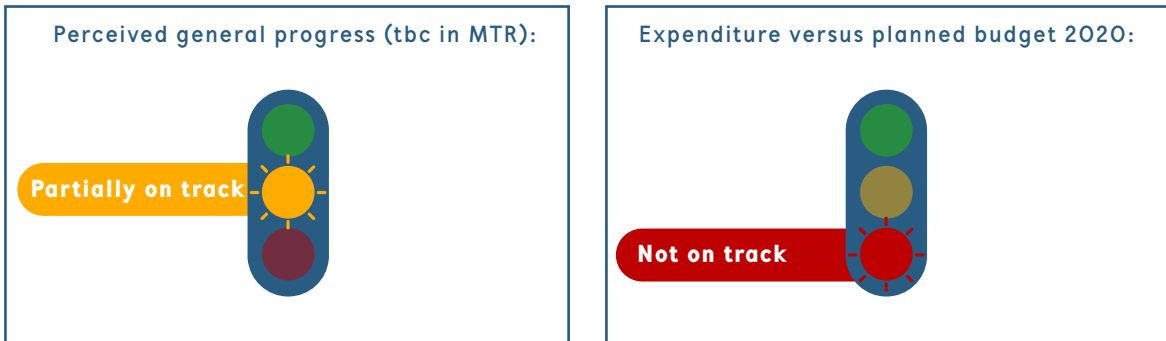 Perceived general progress (tbc in MTR):
Partially on track
Expenditure versus planned budget 2020:
Not on track